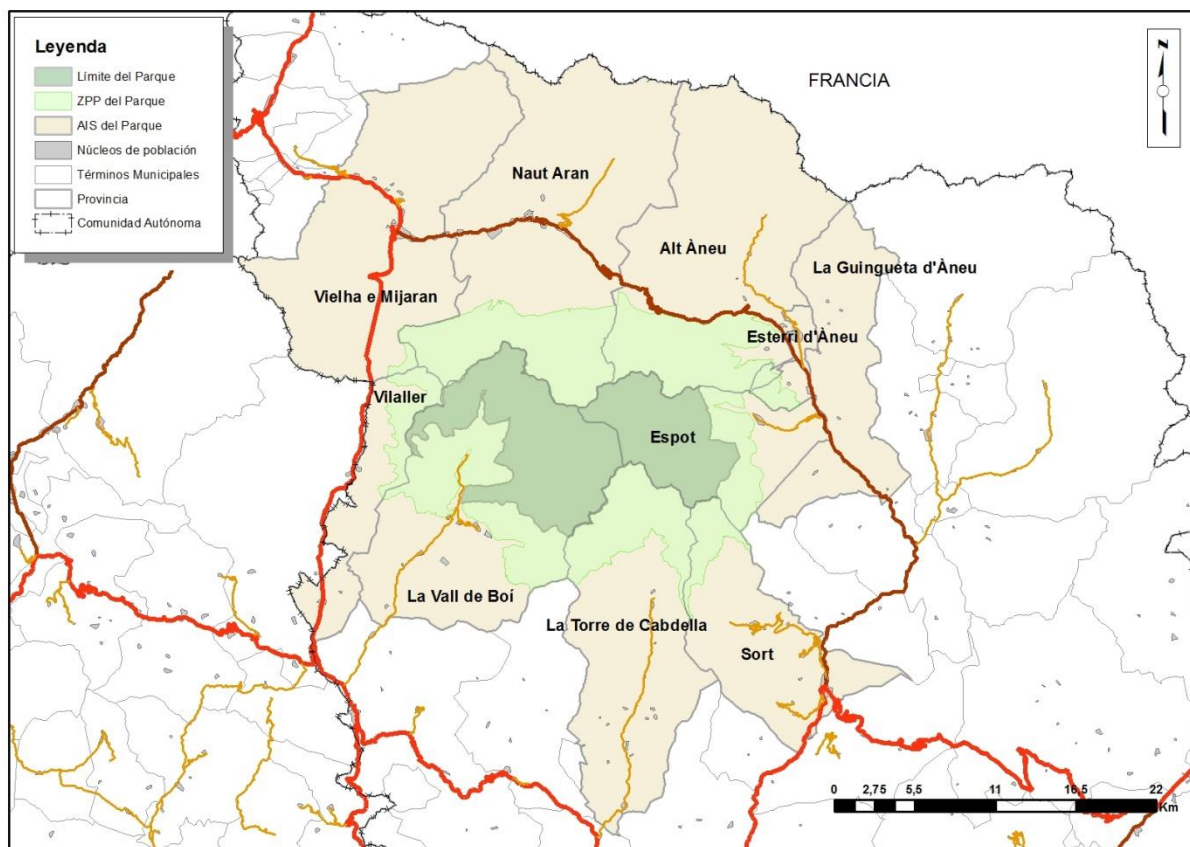 Leyenda
Límite del Parque
ZPP del Parque
AIS del Parque
Núcleos de población
Términos Municipales
Provincia
Comunidad Autónoma
FRANCIA
N
Naut Aran
Alt Àneu
La Guingueta d'Àneu
Vielha e Mijaran
Esterri d'Àneu
Vilaller
Espot
La Vall de Boí
La Torre de Cabdella
Sort
0 2,75 5,5 11 16,5 22
Km